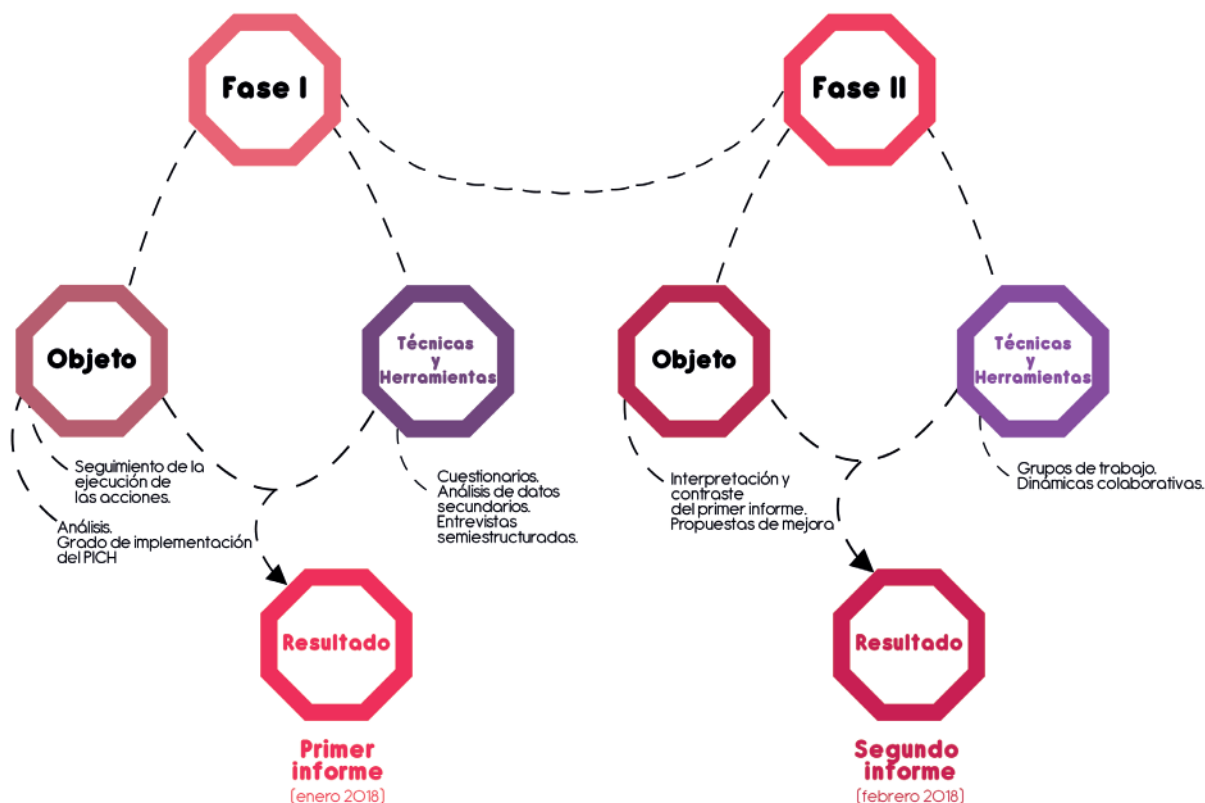 Fase I
Fase II
Objeto
Técnicas
y
Herramientas
Objeto
Técnicas
y
Herramientas
Seguimiento de la
ejecución de
las acciones.
Análisis.
Grado de implementación
del PICH
Cuestionarios.
Análisis de datos
secundarios.
Entrevistas
semiestructuradas.
Interpretación y
contraste
del primer informe.
Propuestas de mejora
Grupos de trabajo.
Dinámicas colaborativas.
Resultado
Resultado
Primer
informe
(enero 2018)
Segundo
informe
(febrero 2018)